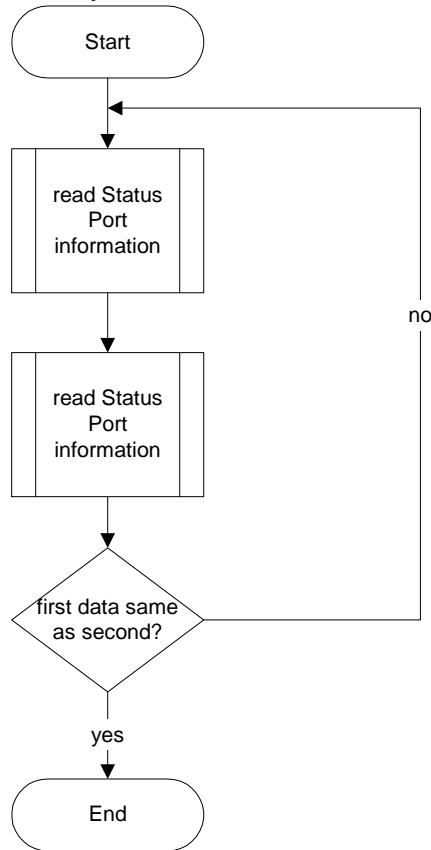 Start
read Status
Port
information
no
read Status
Port
information
first data same
as second?
yes
End